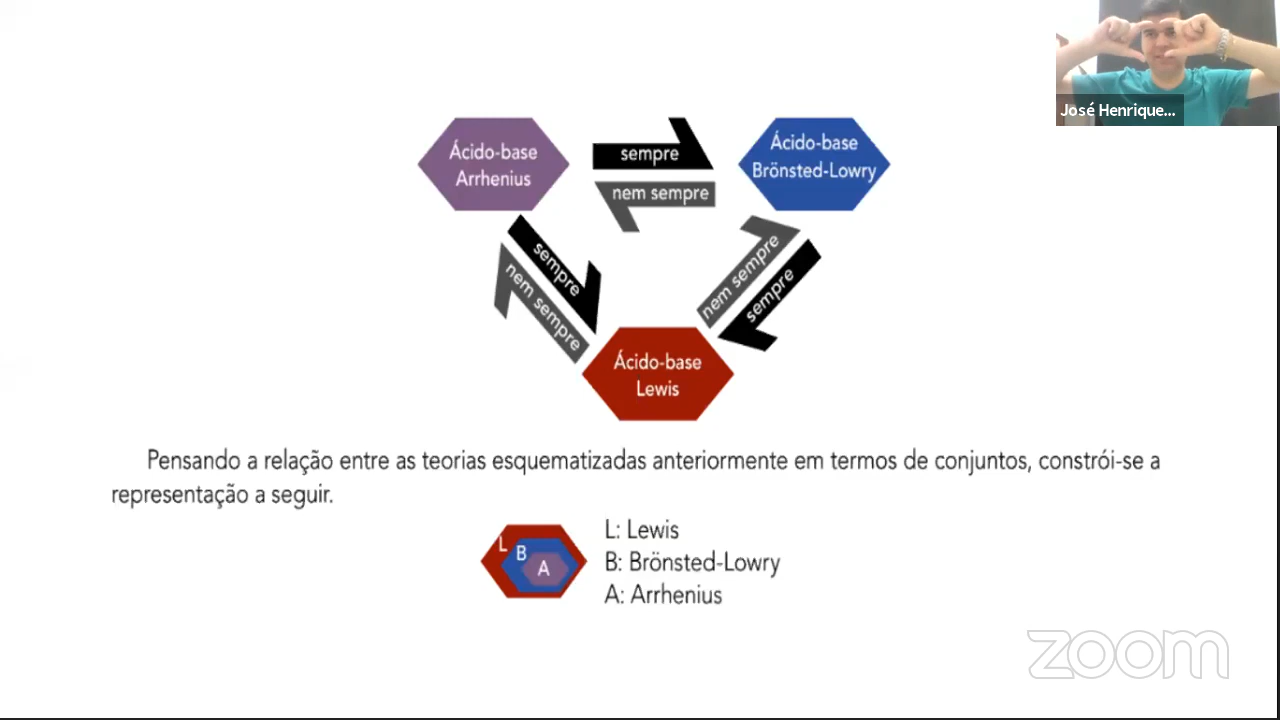 José Henrique...
Ácido-base
Arrhenius
sempre
nem sempre
Ácido-base
Brönsted-Lowry
sempre
nem sempre
nem sempre
sempre
Ácido-base
Lewis
Pensando a relação entre as teorias esquematizadas anteriormente em termos de conjuntos, constrói-se a
representação a seguir.
L B A
L: Lewis
B: Brönsted-Lowry
A: Arrhenius
zoom